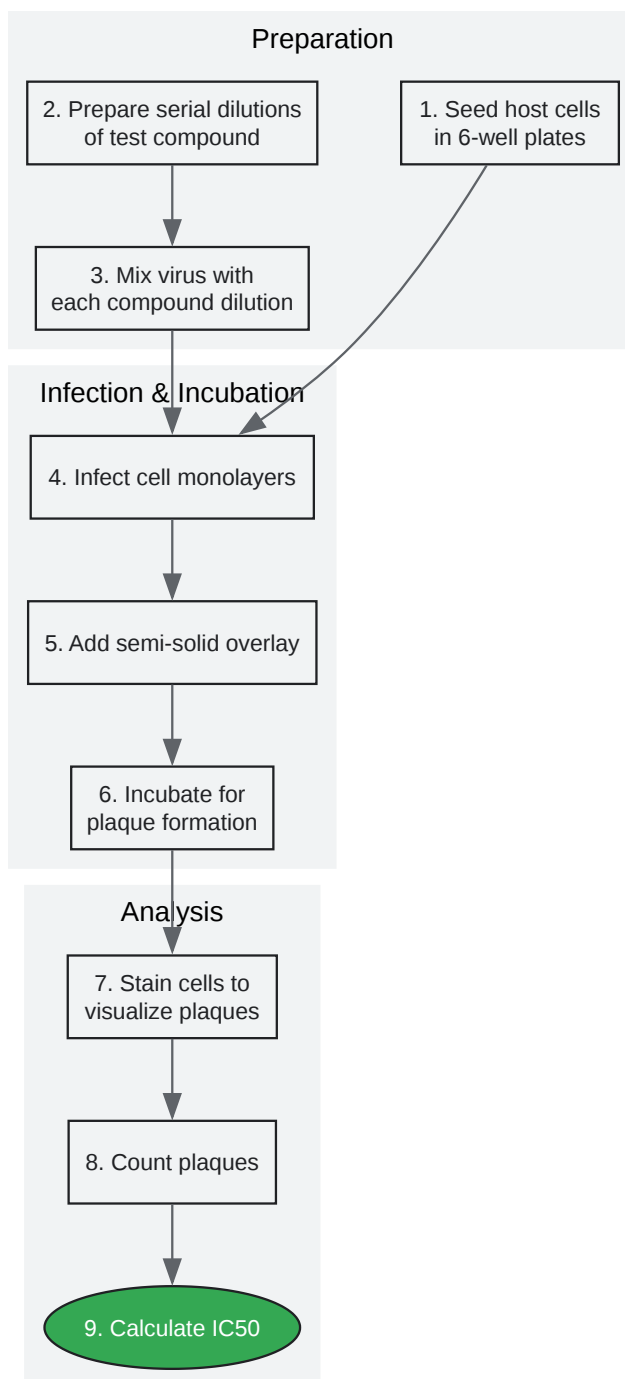 Preparation
2. Prepare serial dilutions
of test compound
1. Seed host cells
in 6-well plates
3. Mix virus with
each compound dilution
Infection & Incubation
4. Infect cell monolayers
5. Add semi-solid overlay
6. Incubate for
plaque formation
Analysis
7. Stain cells to
visualize plaques
8. Count plaques
9. Calculate IC50